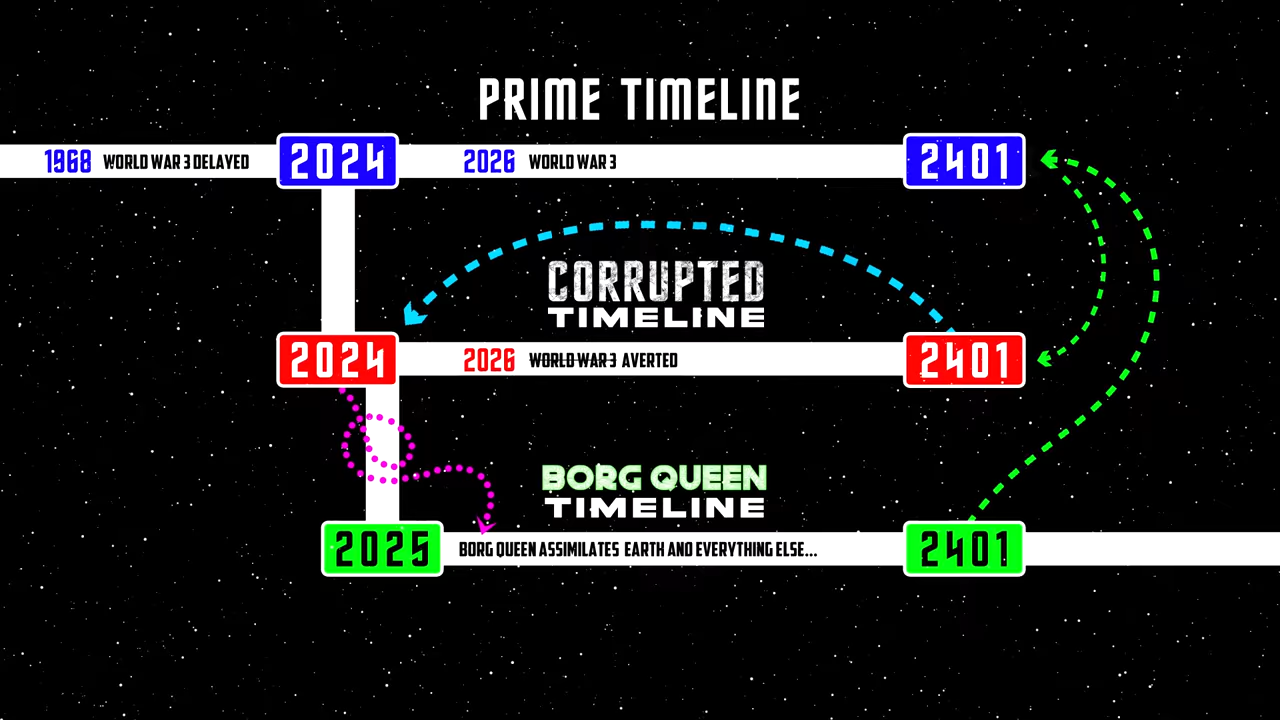 PRIME TIMELINE
1968 WORLD WAR 3 DELAYED 2024 2026 WORLD WAR 3 2401
CORRUPTED
TIMELINE
2024 2026 WORLD WAR 3 AVERTED 2401
BORG QUEEN
TIMELINE
2025 BORG QUEEN ASSIMILATES EARTH AND EVERYTHING ELSE... 2401